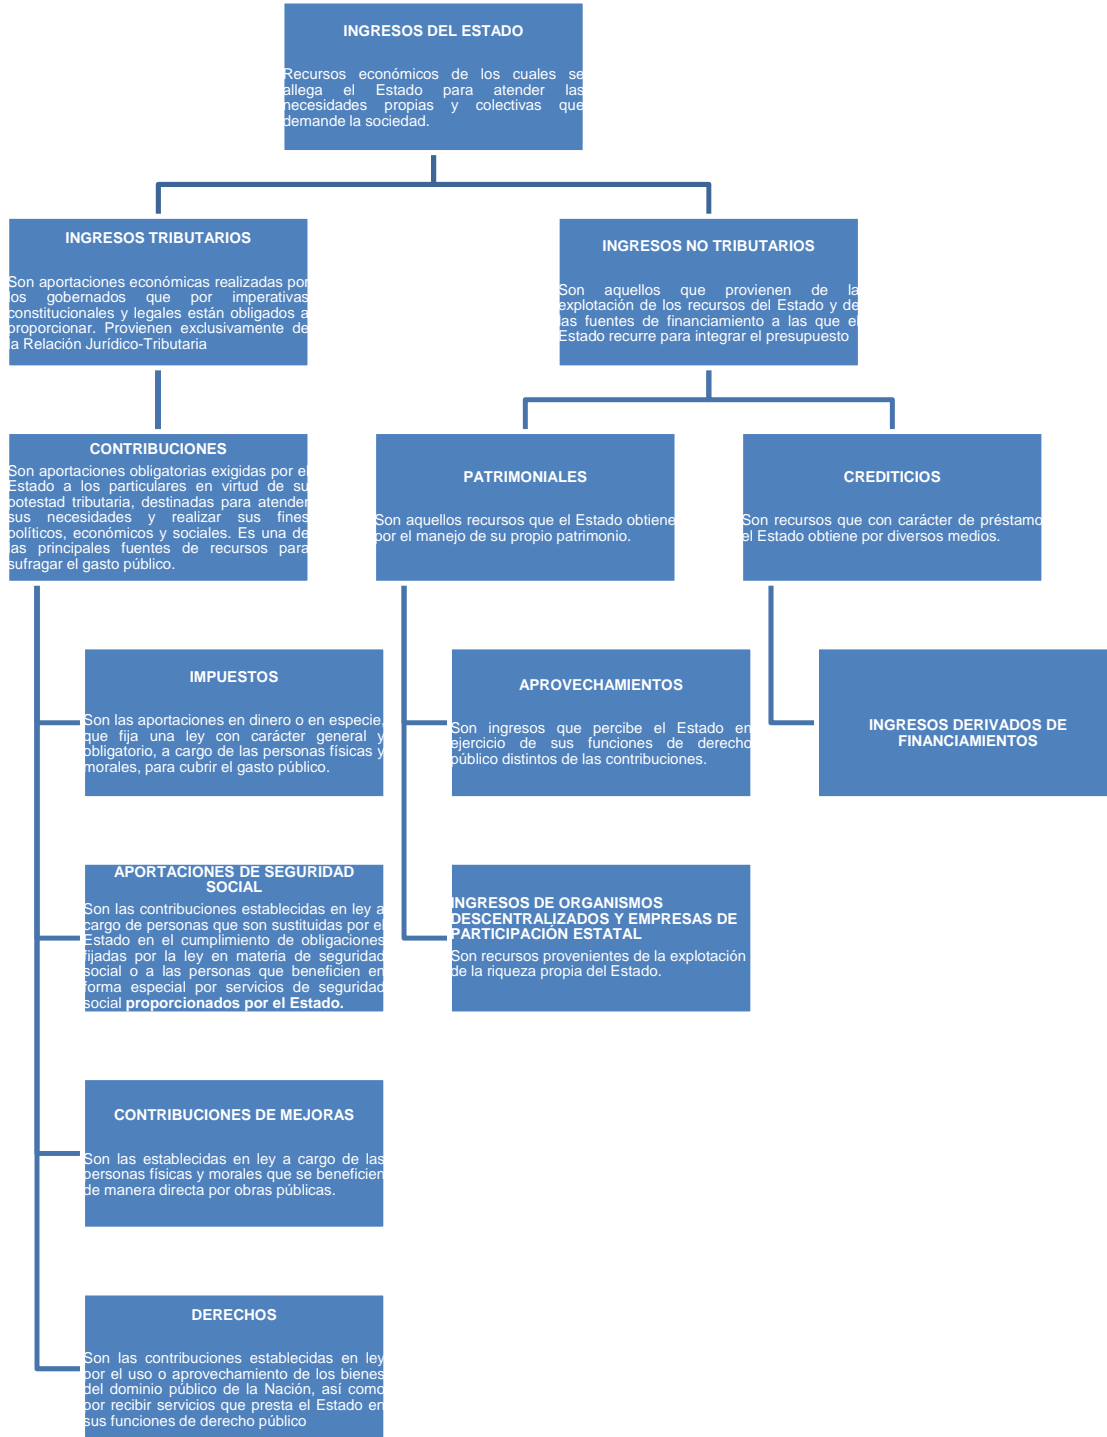 INGRESOS DEL ESTADO
Recursos económicos de los cuales se
allega el Estado para atender las
necesidades propias y colectivas que
demande la sociedad.
INGRESOS TRIBUTARIOS
Son aportaciones económicas realizadas por
los gobernados que por imperativas
constitucionales y legales están obligados a
proporcionar. Provienen exclusivamente de
la Relación Jurídico-Tributaria
INGRESOS NO TRIBUTARIOS
Son aquellos que provienen de la
explotación de los recursos del Estado y de
las fuentes de financiamiento a las que el
Estado recurre para integrar el presupuesto
CONTRIBUCIONES
Son aportaciones obligatorias exigidas por el
Estado a los particulares en virtud de su
potestad tributaria, destinadas para atender
sus necesidades y realizar sus fines
políticos, económicos y sociales. Es una de
las principales fuentes de recursos para
sufragar el gasto público.
PATRIMONIALES
Son aquellos recursos que el Estado obtiene
por el manejo de su propio patrimonio.
CREDITICIOS
Son recursos que con carácter de préstamo
el Estado obtiene por diversos medios.
IMPUESTOS
Son las aportaciones en dinero o en especie,
que fija una ley con carácter general y
obligatorio, a cargo de las personas físicas y
morales, para cubrir el gasto público.
APROVECHAMIENTOS
Son ingresos que percibe el Estado en
ejercicio de sus funciones de derecho
público distintos de las contribuciones.
INGRESOS DERIVADOS DE
FINANCIAMIENTOS
APORTACIONES DE SEGURIDAD
SOCIAL
Son las contribuciones establecidas en ley a
cargo de personas que son sustituidas por el
Estado en el cumplimiento de obligaciones
fijadas por la ley en materia de seguridad
social o a las personas que beneficien en
forma especial por servicios de seguridad
social proporcionados por el Estado.
INGRESOS DE ORGANISMOS
DESCENTRALIZADOS Y EMPRESAS DE
PARTICIPACIÓN ESTATAL
Son recursos provenientes de la explotación
de la riqueza propia del Estado.
CONTRIBUCIONES DE MEJORAS
Son las establecidas en ley a cargo de las
personas físicas y morales que se beneficien
de manera directa por obras públicas.
DERECHOS
Son las contribuciones establecidas en ley
por el uso o aprovechamiento de los bienes
del dominio público de la Nación, así como
por recibir servicios que presta el Estado en
sus funciones de derecho público